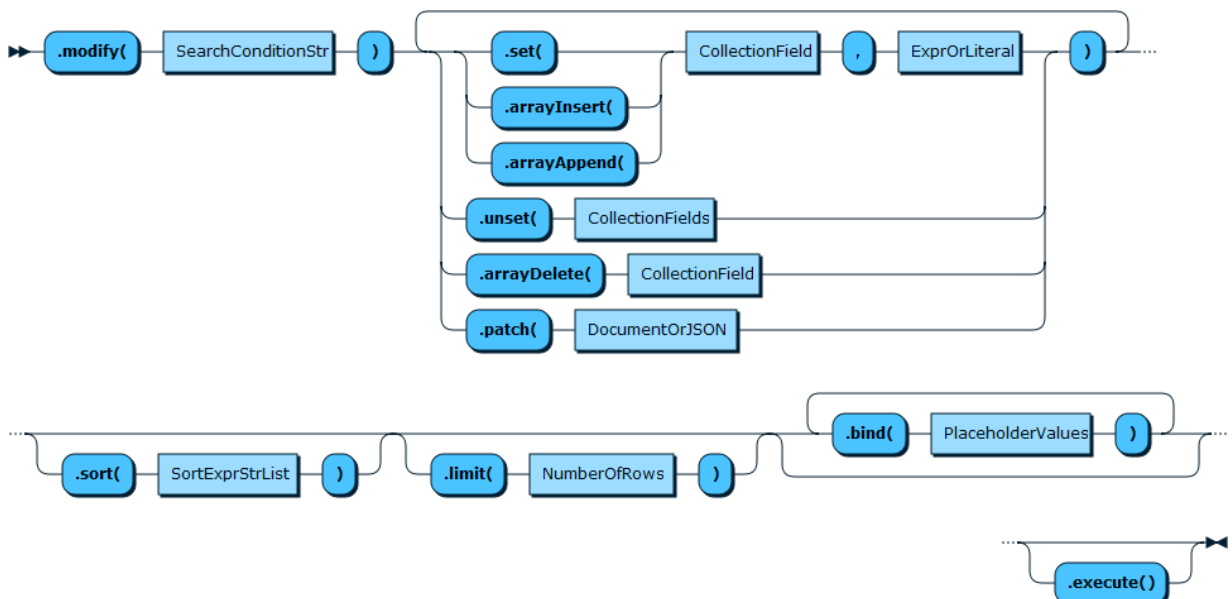 .modify( SearchConditionStr ) .set( CollectionField , ExprOrLiteral )
.arrayInsert(
.arrayAppend(
.unset( CollectionFields
.arrayDelete( CollectionField
.patch( DocumentOrJSON
.bind( PlaceholderValues )
.sort( SortExprStrList ) .limit( NumberOfRows )
.execute()